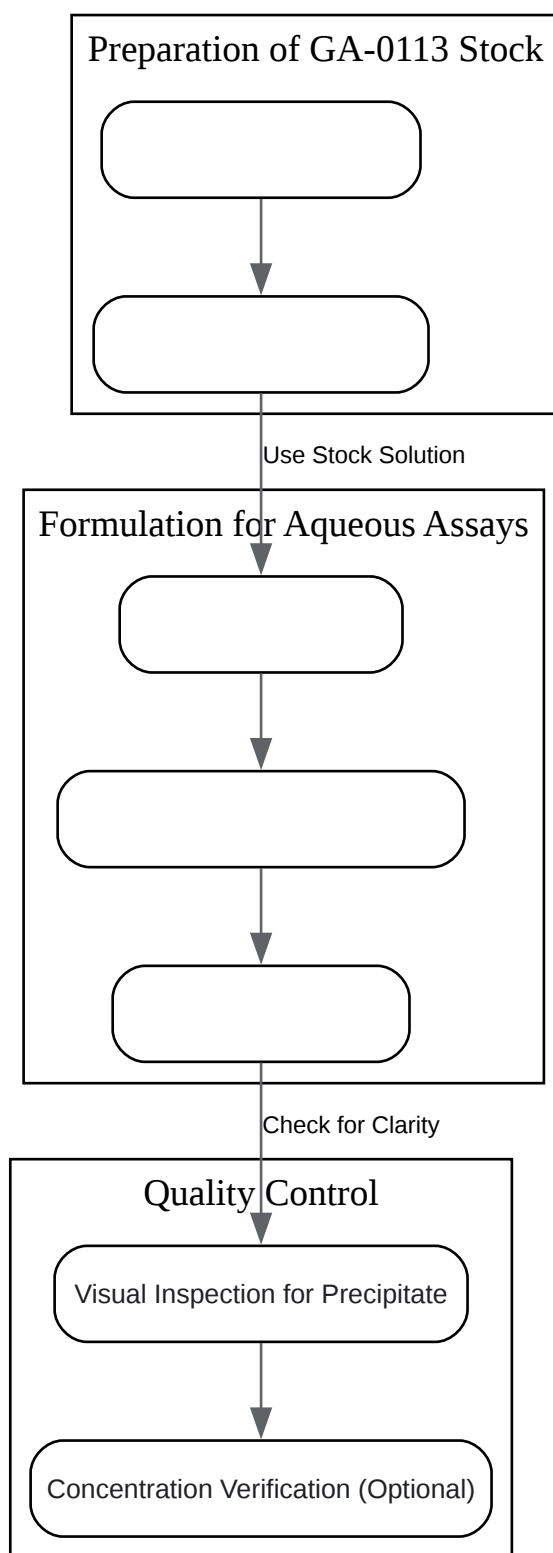 Preparation of GA-0113 Stock
Use Stock Solution
Formulation for Aqueous Assays
Check for Clarity
Quality Control
Visual Inspection for Precipitate
Concentration Verification (Optional)